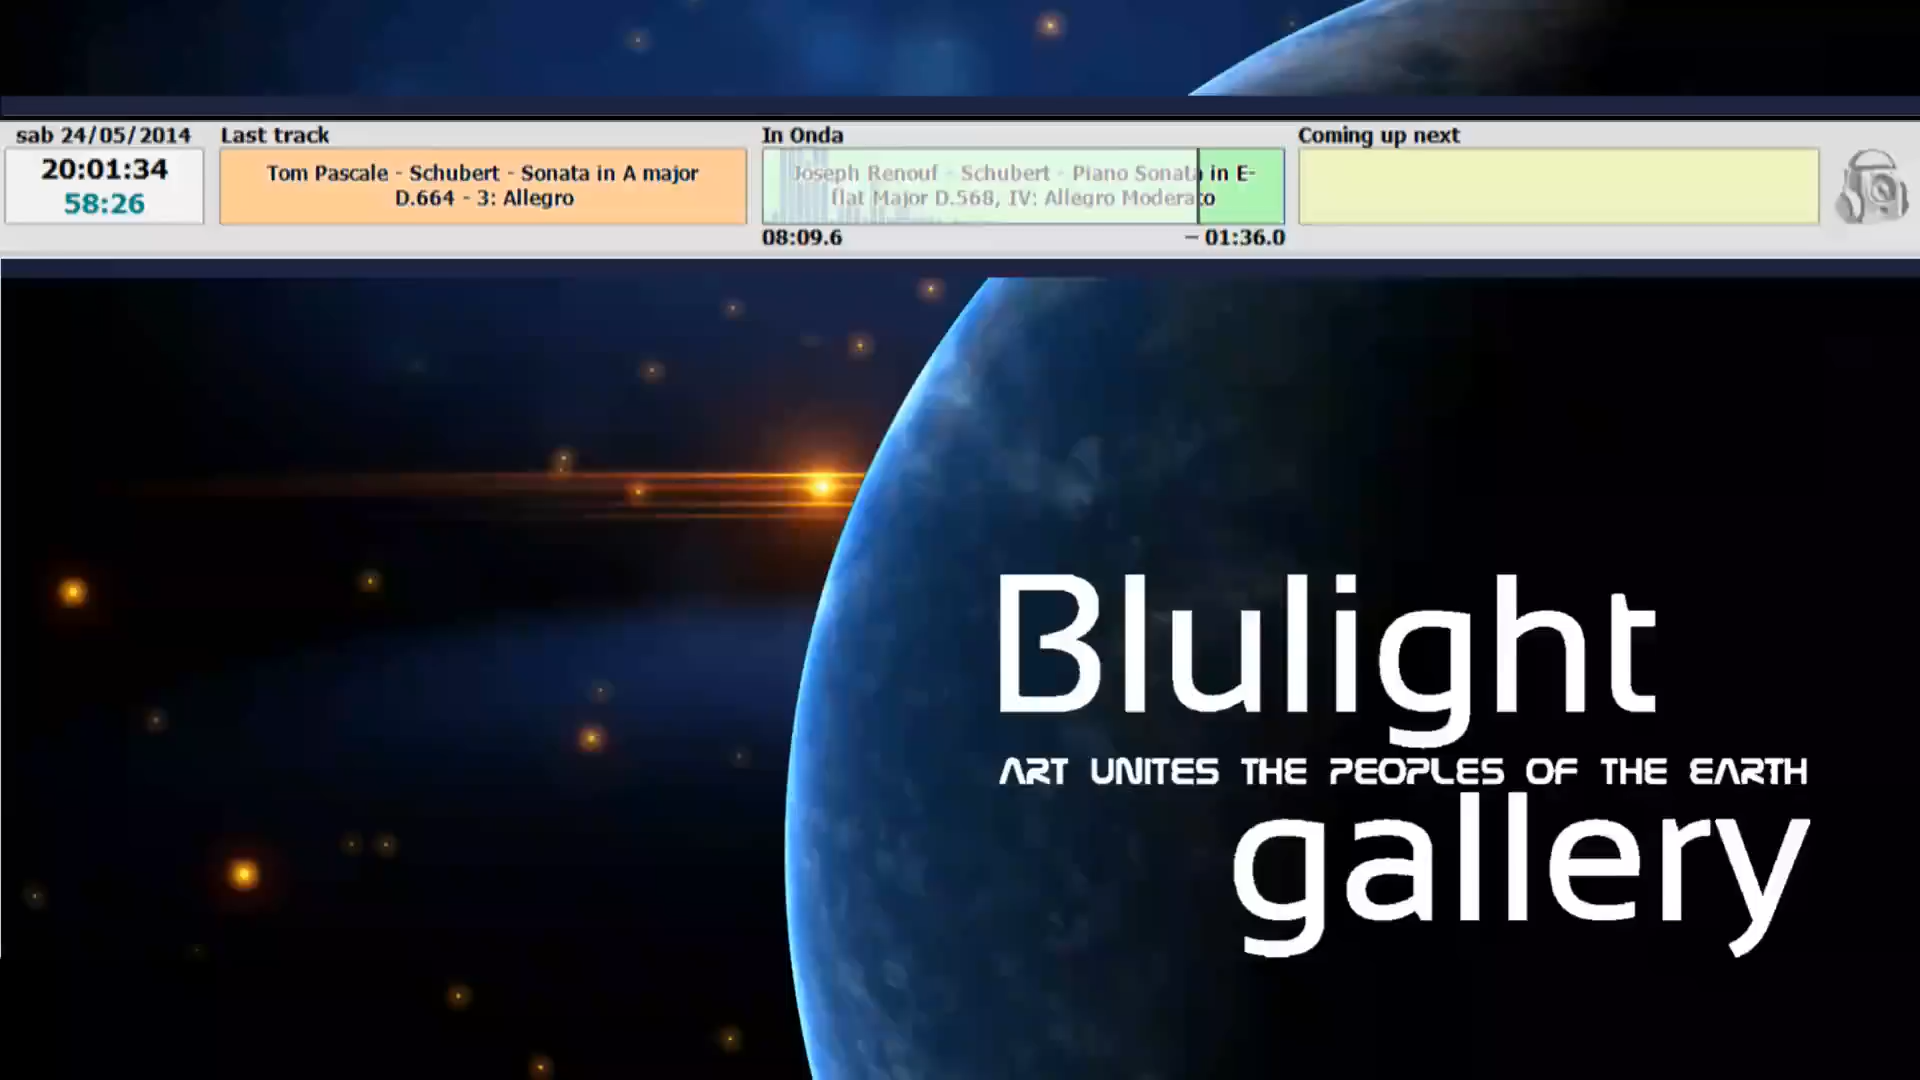 sab 24/05/2014
20:01:34
58:26
Last track
Tom Pascale - Schubert - Sonata in A major
D.664 - 3: Allegro
In Onda
Joseph Renouf - Schubert - Piano Sonata in E-
flat Major D.568, IV: Allegro Moderato
08:09.6
– 01:36.0
Coming up next
Blulight
ART UNITES THE PEOPLES OF THE EARTH
gallery